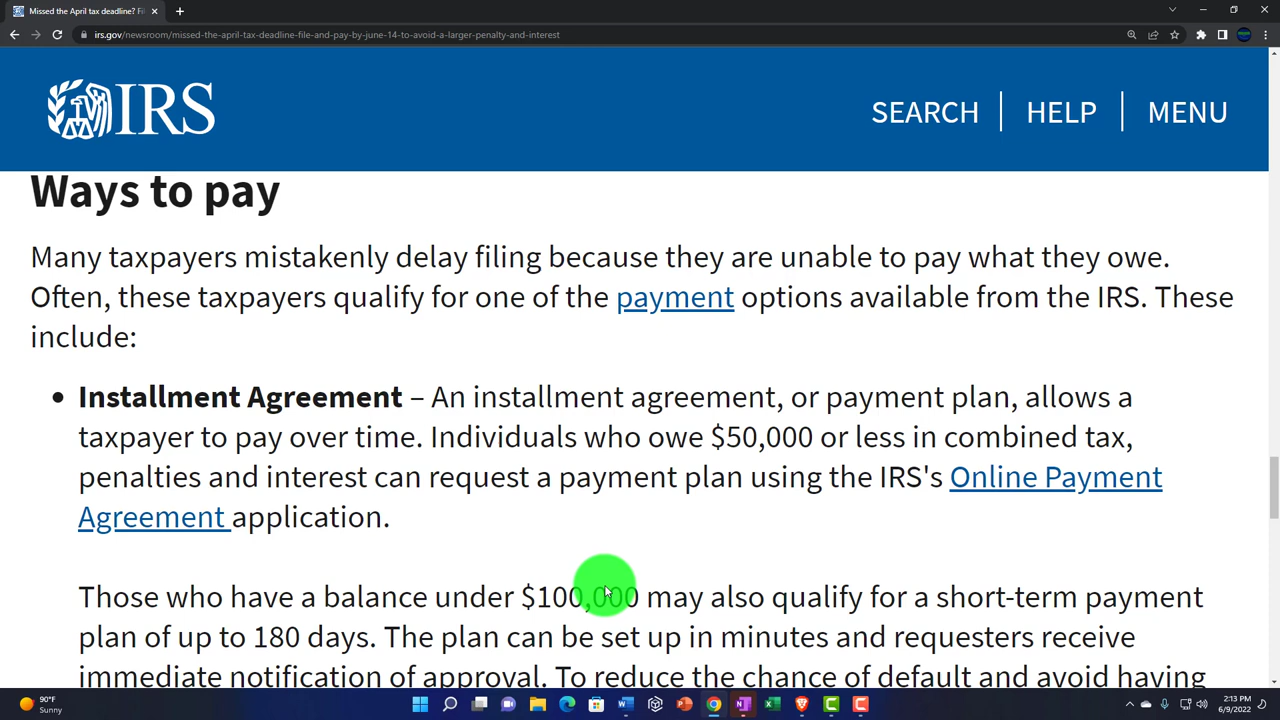 Missed the April tax deadline? Fi
irs.gov/newsroom/missed-the-april-tax-deadline-file-and-pay-by-june-14-to-avoid-a-larger-penalty-and-interest
IRS
SEARCH
HELP
MENU
Ways to pay
Many taxpayers mistakenly delay filing because they are unable to pay what they owe.
Often, these taxpayers qualify for one of the payment options available from the IRS. These
include:
Installment Agreement – An installment agreement, or payment plan, allows a
taxpayer to pay over time. Individuals who owe $50,000 or less in combined tax,
penalties and interest can request a payment plan using the IRS's Online Payment
Agreement application.
Those who have a balance under $100,000 may also qualify for a short-term payment
plan of up to 180 days. The plan can be set up in minutes and requesters receive
immediate notification of approval. To reduce the chance of default and avoid having
90°F
Sunny
2:13 PM
6/9/2022